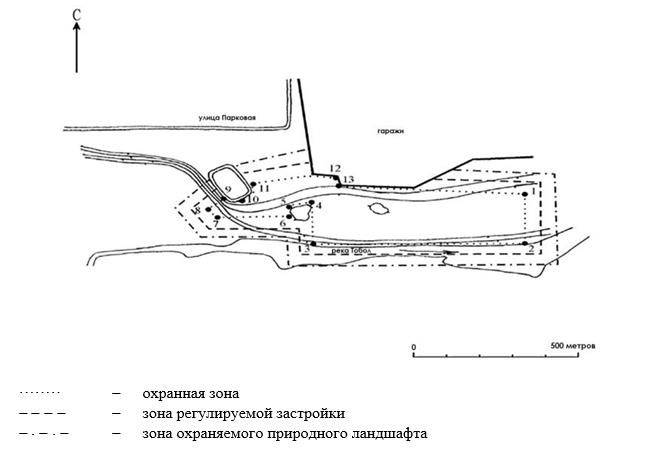 С
улица Парковая
гаражи
12
13
11
9
10
8
7
5
4
6
3
река Тобол
2
0
500 метров
........ – охранная зона
– – – – – зона регулируемой застройки
– . – . – – зона охраняемого природного ландшафта